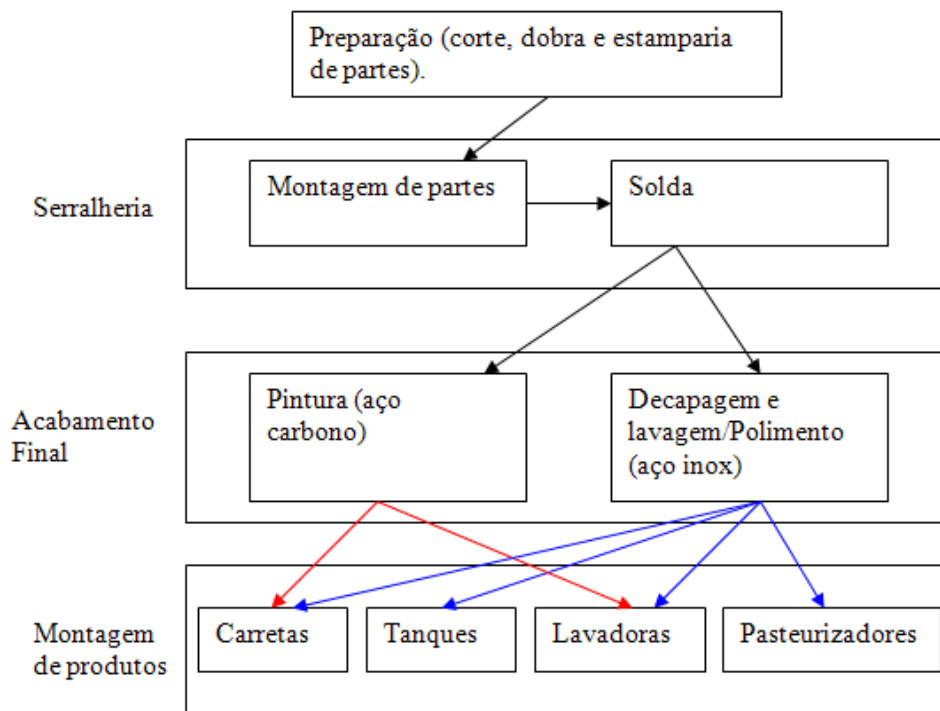 Preparação (corte, dobra e estamparia
de partes).
Serralheria
Montagem de partes
Solda
Acabamento
Final
Pintura (aço
carbono)
Decapagem e
lavagem/Polimento
(aço inox)
Montagem
de produtos
Carretas
Tanques
Lavadoras
Pasteurizadores